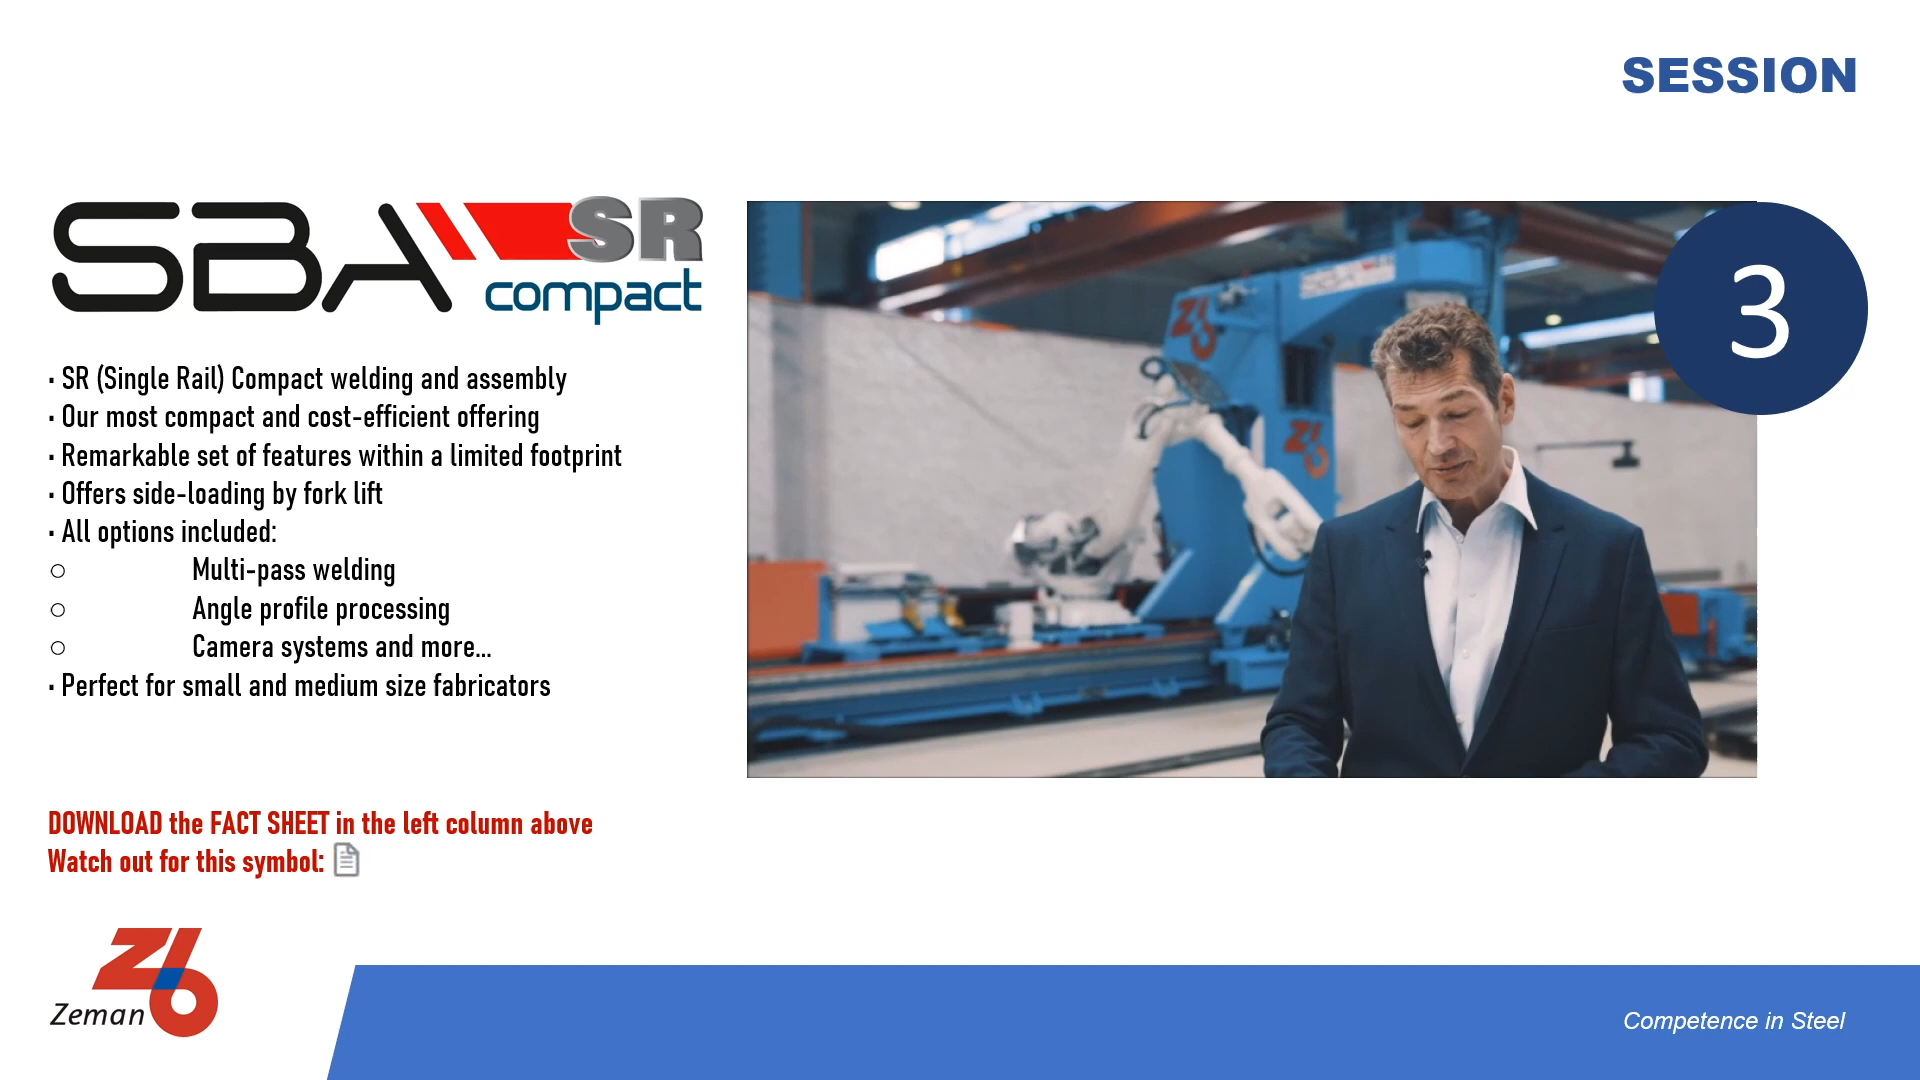 SESSION
SBA SR
compact
3
· SR (Single Rail) Compact welding and assembly
· Our most compact and cost-efficient offering
· Remarkable set of features within a limited footprint
· Offers side-loading by fork lift
· All options included:
○ Multi-pass welding
○ Angle profile processing
○ Camera systems and more...
· Perfect for small and medium size fabricators
DOWNLOAD the FACT SHEET in the left column above
Watch out for this symbol:
Zeman
Competence in Steel